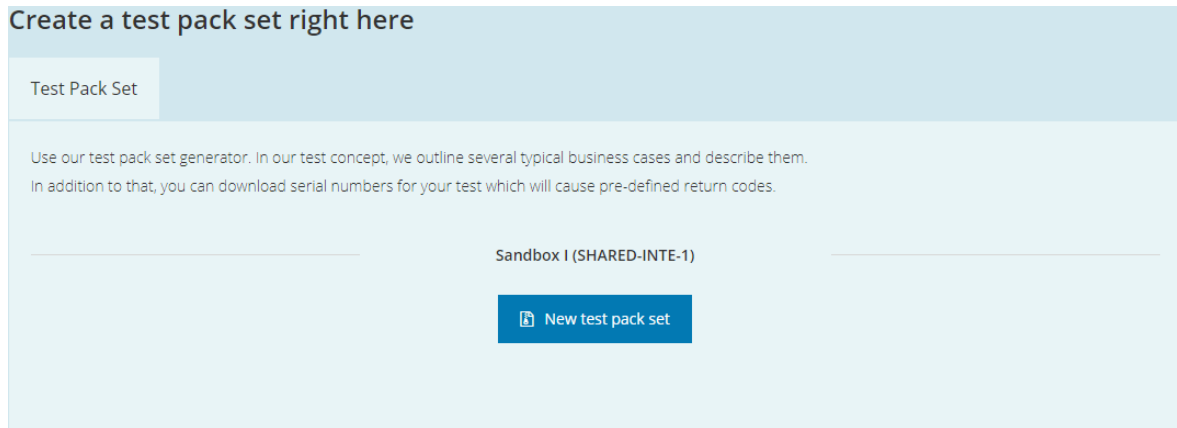 Create a test pack set right here
Test Pack Set
Use our test pack set generator. In our test concept, we outline several typical business cases and describe them.
In addition to that, you can download serial numbers for your test which will cause pre-defined return codes.
Sandbox I (SHARED-INTE-1)
New test pack set